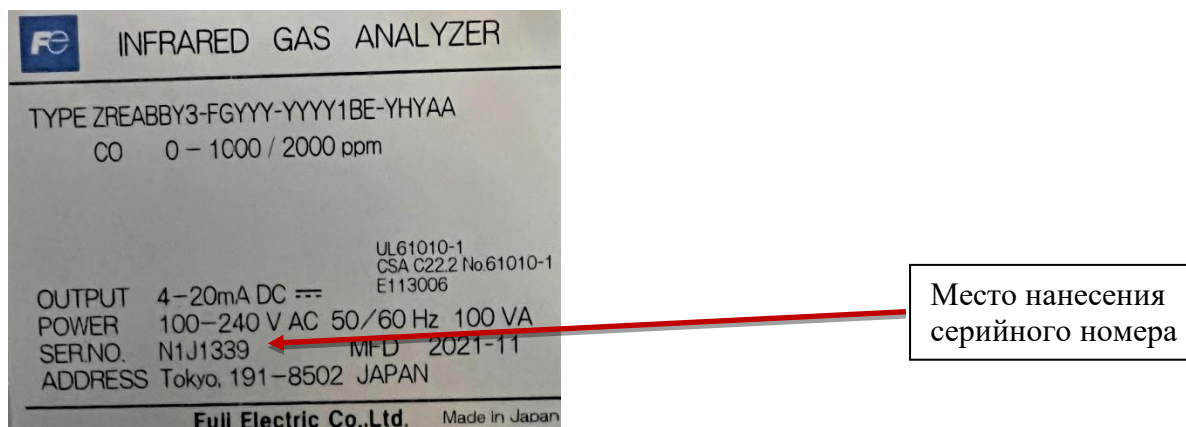 Fe INFRARED GAS ANALYZER
TYPE ZREABBY3-FGYYY-YYYY1BE-YHYAA
CO 0-1000 / 2000 ppm
UL61010-1
CSA C22.2 No.61010-1
E113006
OUTPUT 4-20mA DC
POWER 100-240 V AC 50/60 Hz 100 VA
SER.NO. N1J1339 MFD 2021-11
ADDRESS Tokyo, 191-8502 JAPAN
Fuji Electric Co.,Ltd. Made in Japan
Место нанесения
серийного номера